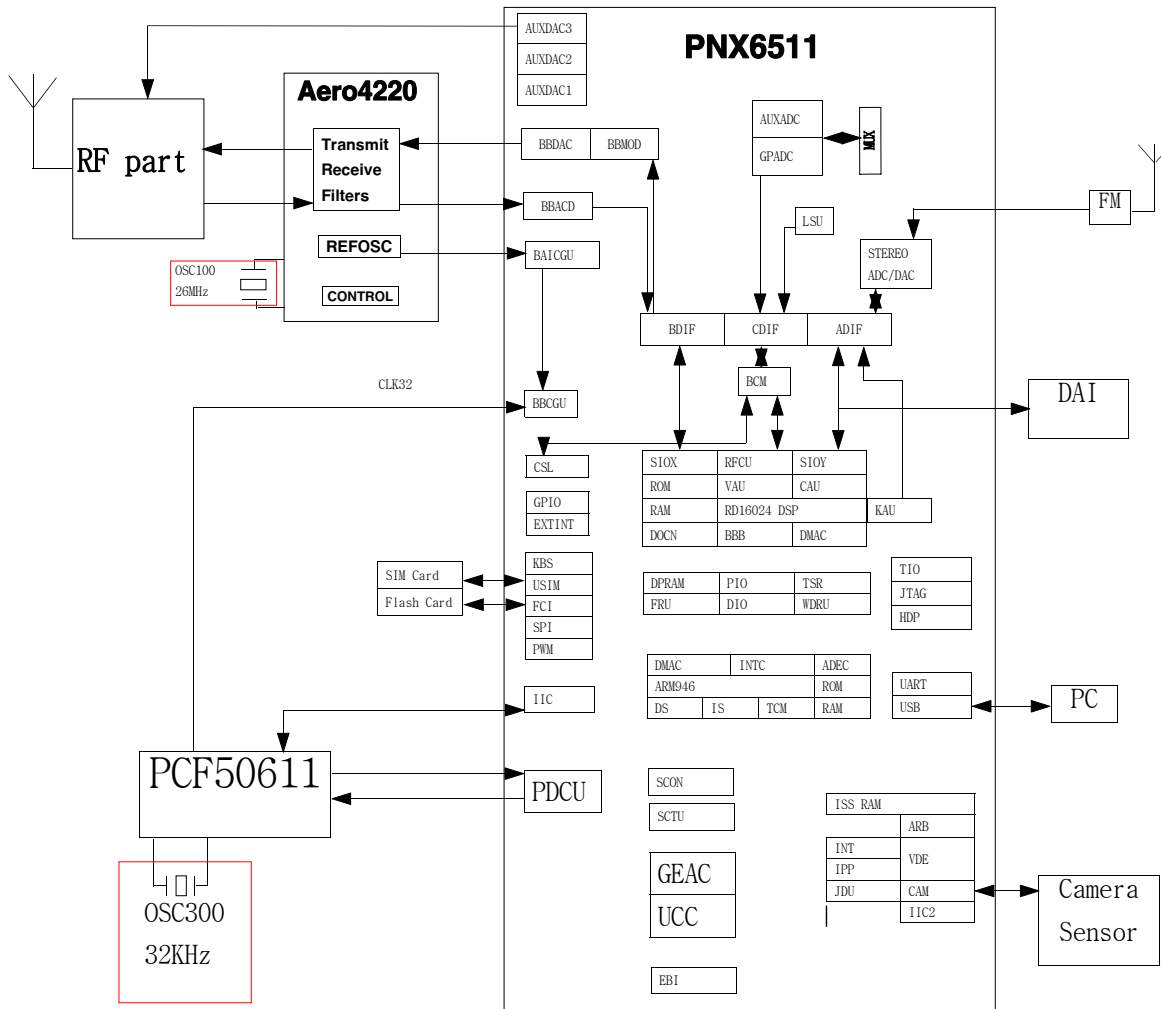 PNX6511
AUXDAC3
AUXDAC2
AUXDAC1
Aero4220
Transmit
Receive
Filters
REFOSC
CONTROL
RF part
OSC100
26MHz
BBDAC
BBMOD
BBACD
BAICGU
AUXADC
GPADC
MUX
LSU
FM
STEREO
ADC/DAC
BDIF
CDIF
ADIF
BCM
CLK32
BBCGU
DAI
CSL
GPIO
EXTINT
SIOX
RFCU
SIOY
ROM
VAU
CAU
RAM
RD16024 DSP
KAU
DOCN
BBB
DMAC
SIM Card
Flash Card
KBS
USIM
FCI
SPI
PWM
DPRAM
PIO
TSR
FRU
DIO
WDRU
TIO
JTAG
HDP
DMAC
INTC
ADEC
ARM946
ROM
DS
IS
TCM
RAM
UART
USB
PC
IIC
PCF50611
PDCU
OSC300
32KHz
SCON
SCTU
GEAC
UCC
EBI
ISS RAM
ARB
INT
VDE
IPP
JDU
CAM
IIC2
Camera
Sensor